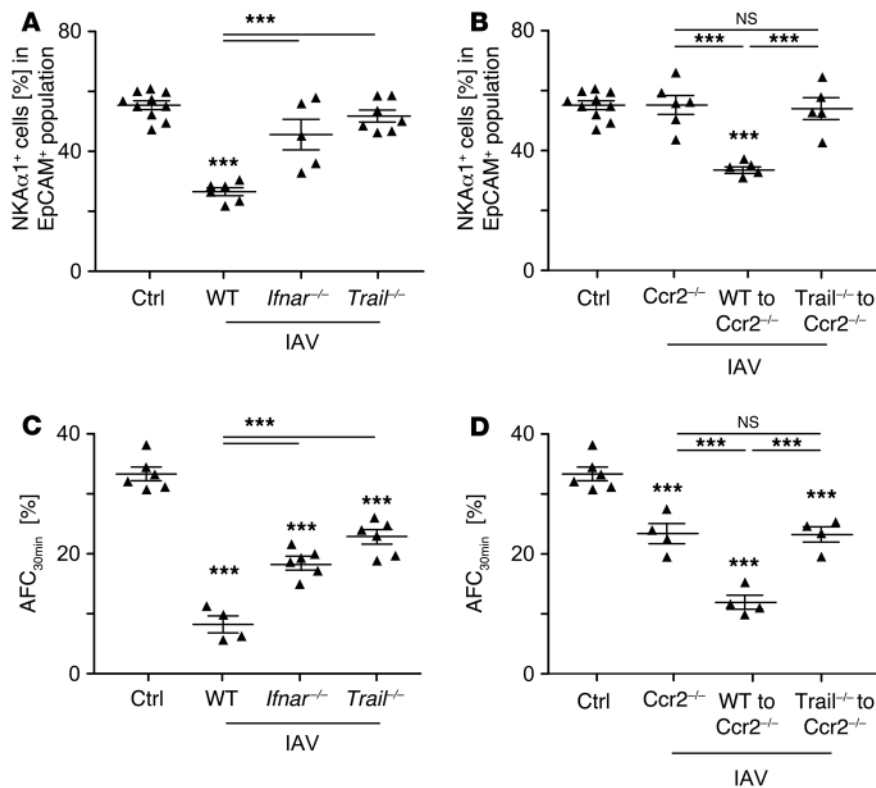 A
NKAα1⁺ cells [%] in
EpCAM⁺ population
80
40
0
***
***
Ctrl
WT
Ifnar⁻/⁻
Trail⁻/⁻
IAV
B
NKAα1⁺ cells [%] in
EpCAM⁺ population
80
40
0
NS
*** ***
***
Ctrl
Ccr2⁻/⁻
WT to
Ccr2⁻/⁻
Trail⁻/⁻ to
Ccr2⁻/⁻
IAV
C
AFC30min [%]
40
20
0
***
***
***
***
Ctrl
WT
Ifnar⁻/⁻
Trail⁻/⁻
IAV
D
AFC30min [%]
40
20
0
NS
*** ***
***
***
***
Ctrl
Ccr2⁻/⁻
WT to
Ccr2⁻/⁻
Trail⁻/⁻ to
Ccr2⁻/⁻
IAV